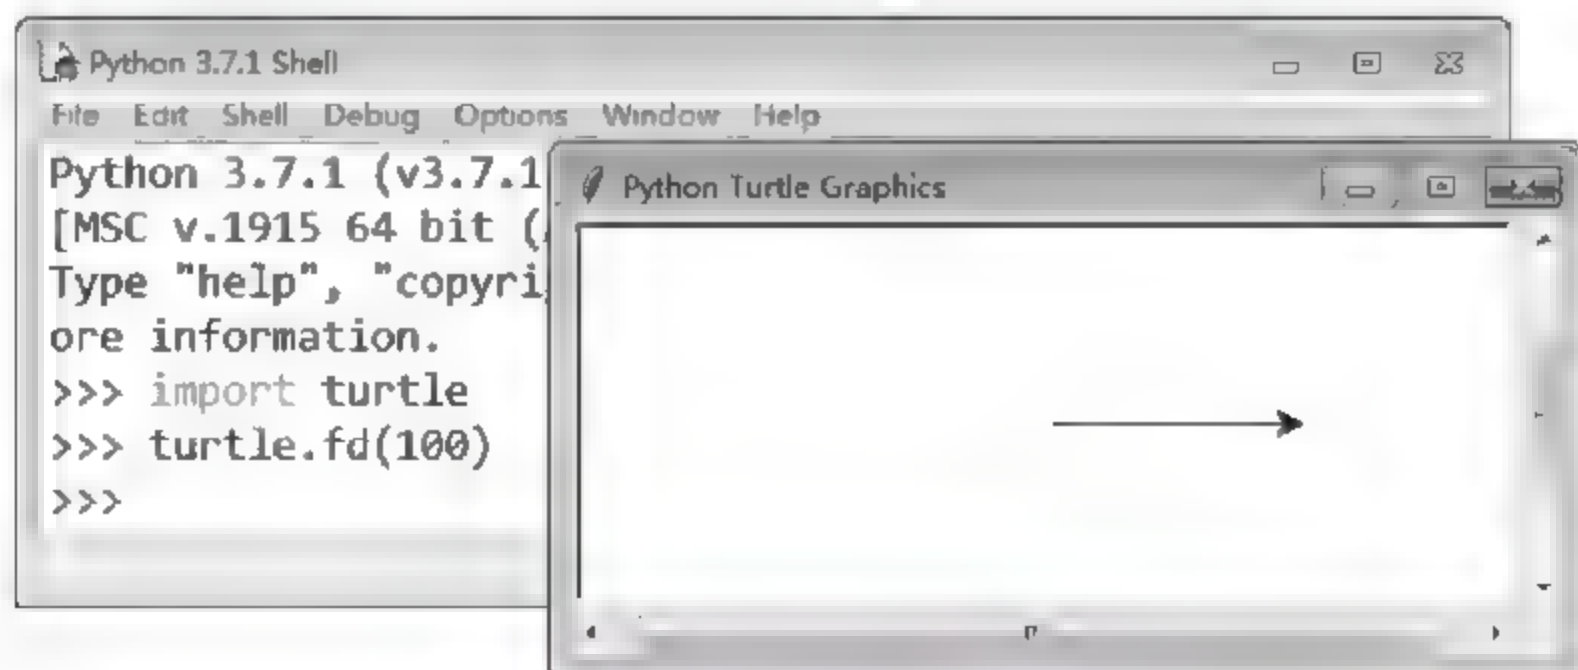 Python 3.7.1 Shell
File Edit Shell Debug Options Window Help
Python 3.7.1 (v3.7.1
[MSC v.1915 64 bit (
Type "help", "copyri
ore information.
>>> import turtle
>>> turtle.fd(100)
>>>
Python Turtle Graphics